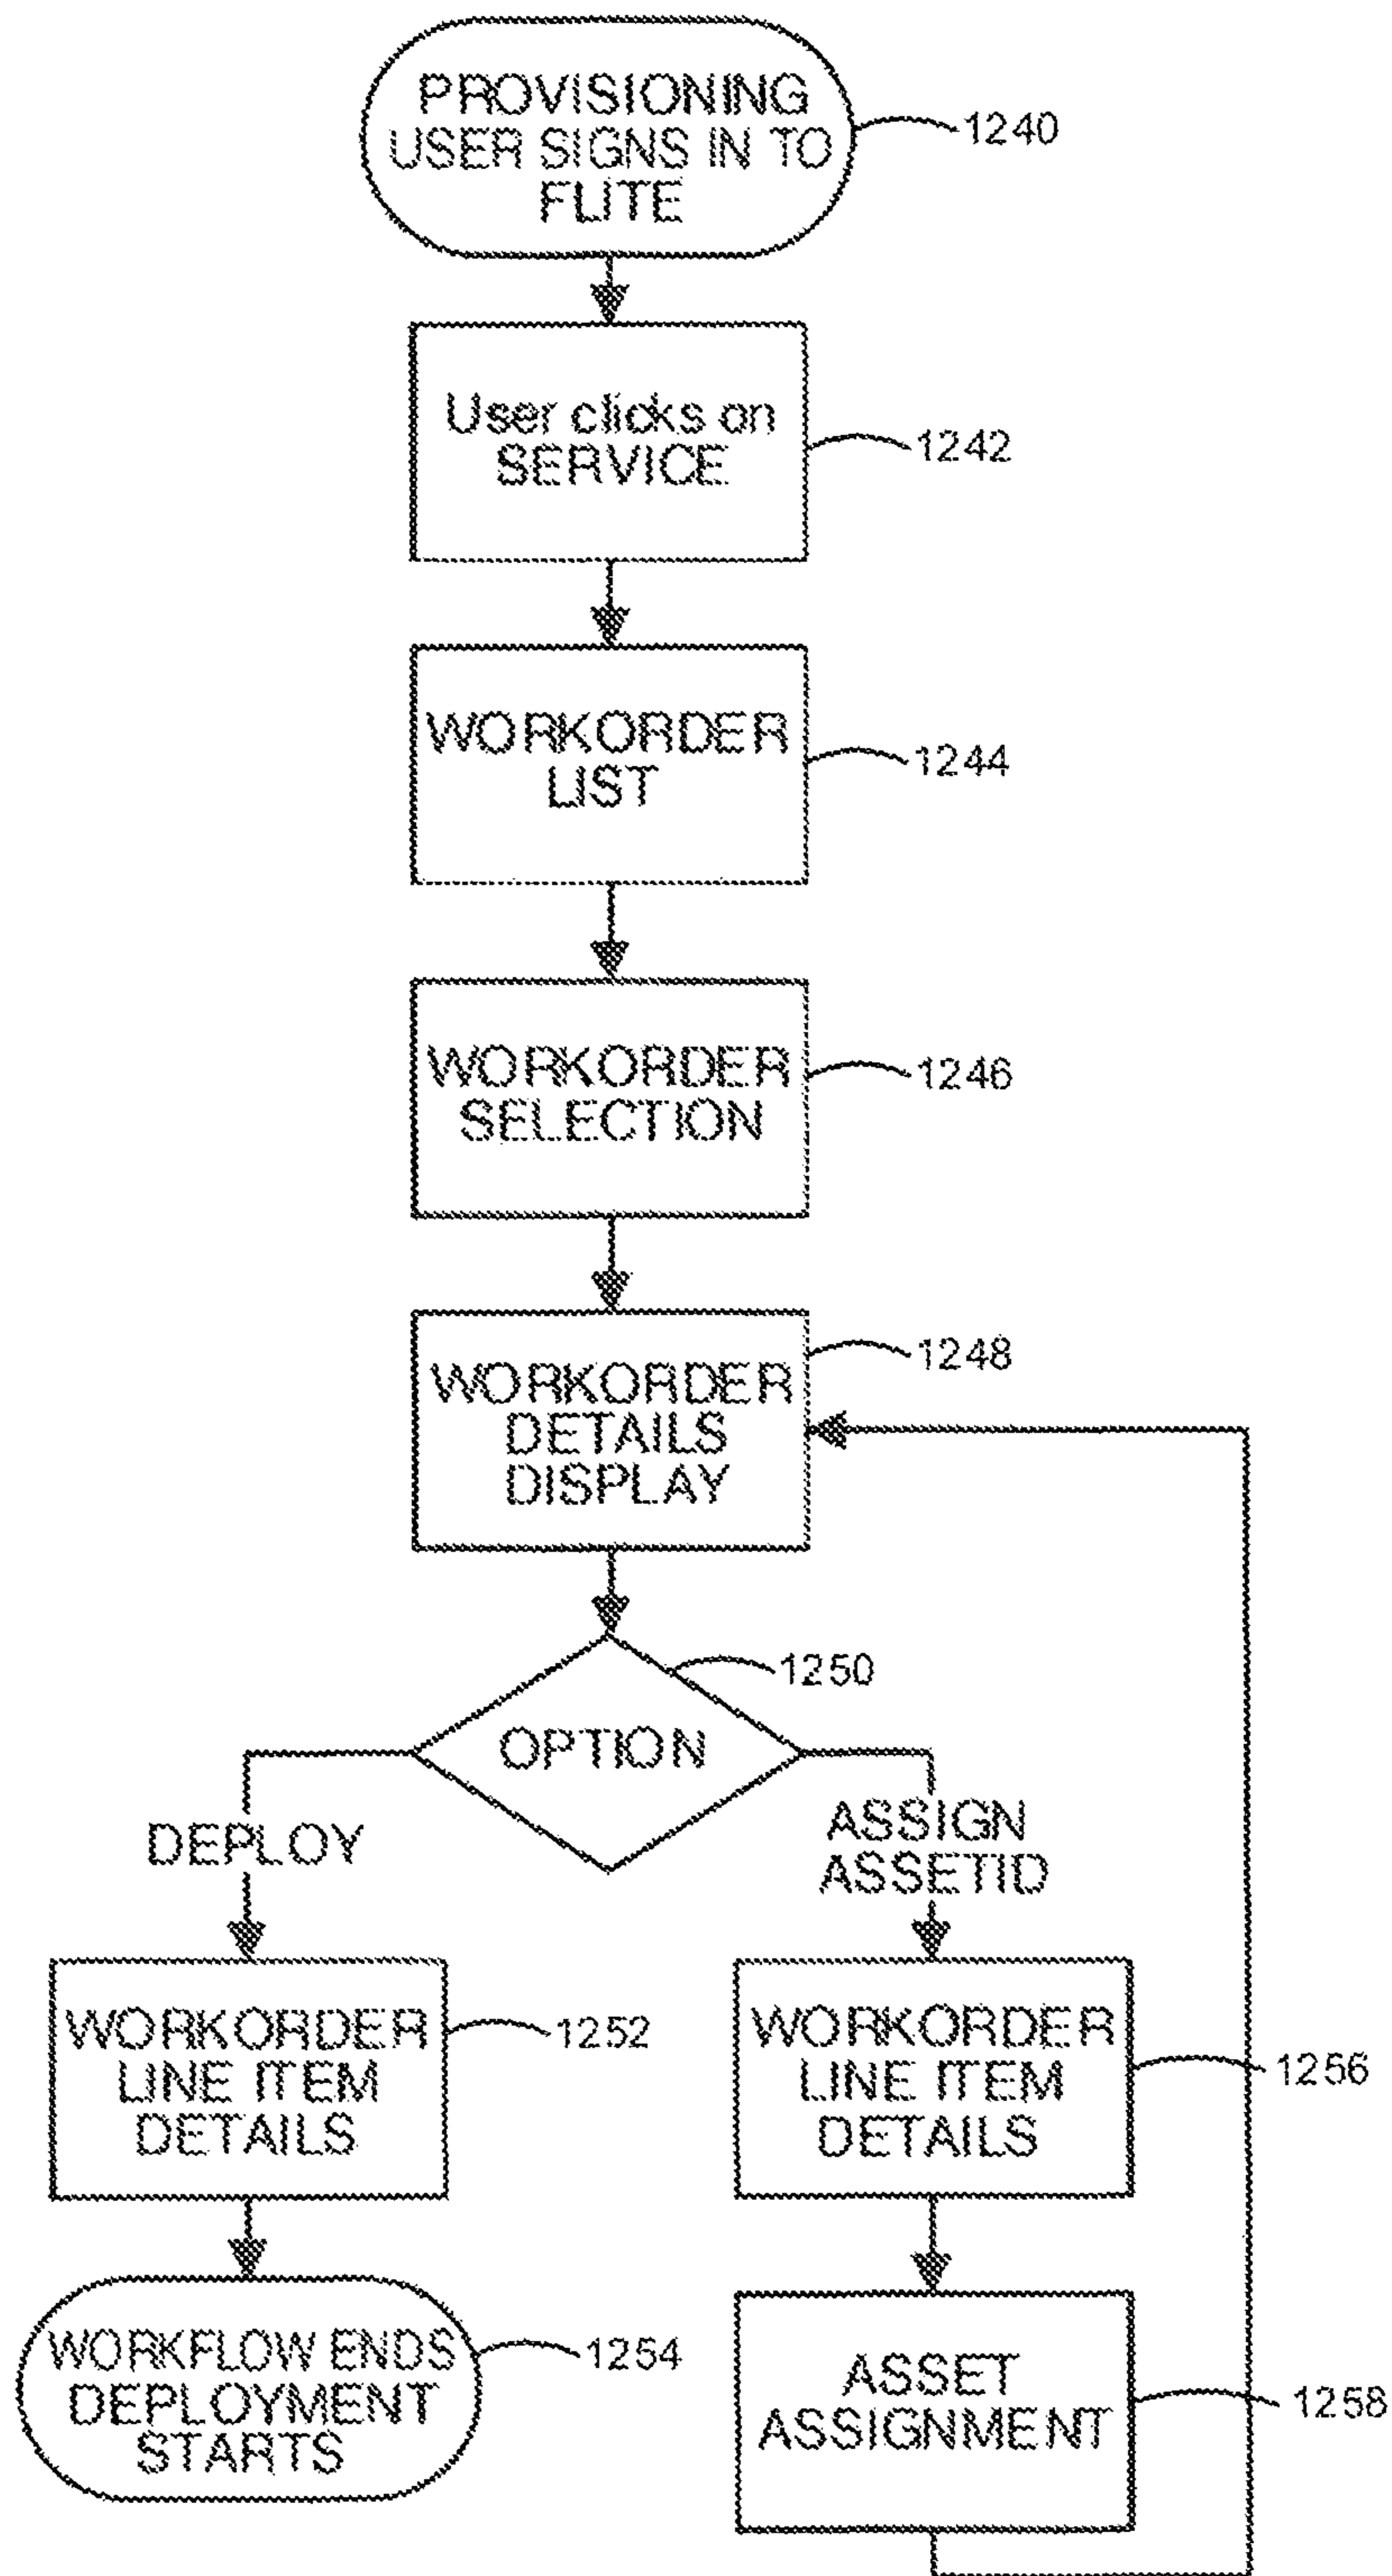 PROVISIONING
USER SIGNS IN TO
FLITE
1240
User clicks on
SERVICE
1242
WORKORDER
LIST
1244
WORKORDER
SELECTION
1246
1248
WORKORDER
DETAILS
DISPLAY
1250
OPTION
DEPLOY
ASSIGN
ASSETID
WORKORDER
LINE ITEM
DETAILS
1252
WORKORDER
LINE ITEM
DETAILS
1256
WORKFLOW ENDS
DEPLOYMENT
STARTS
1254
ASSET
ASSIGNMENT
1258